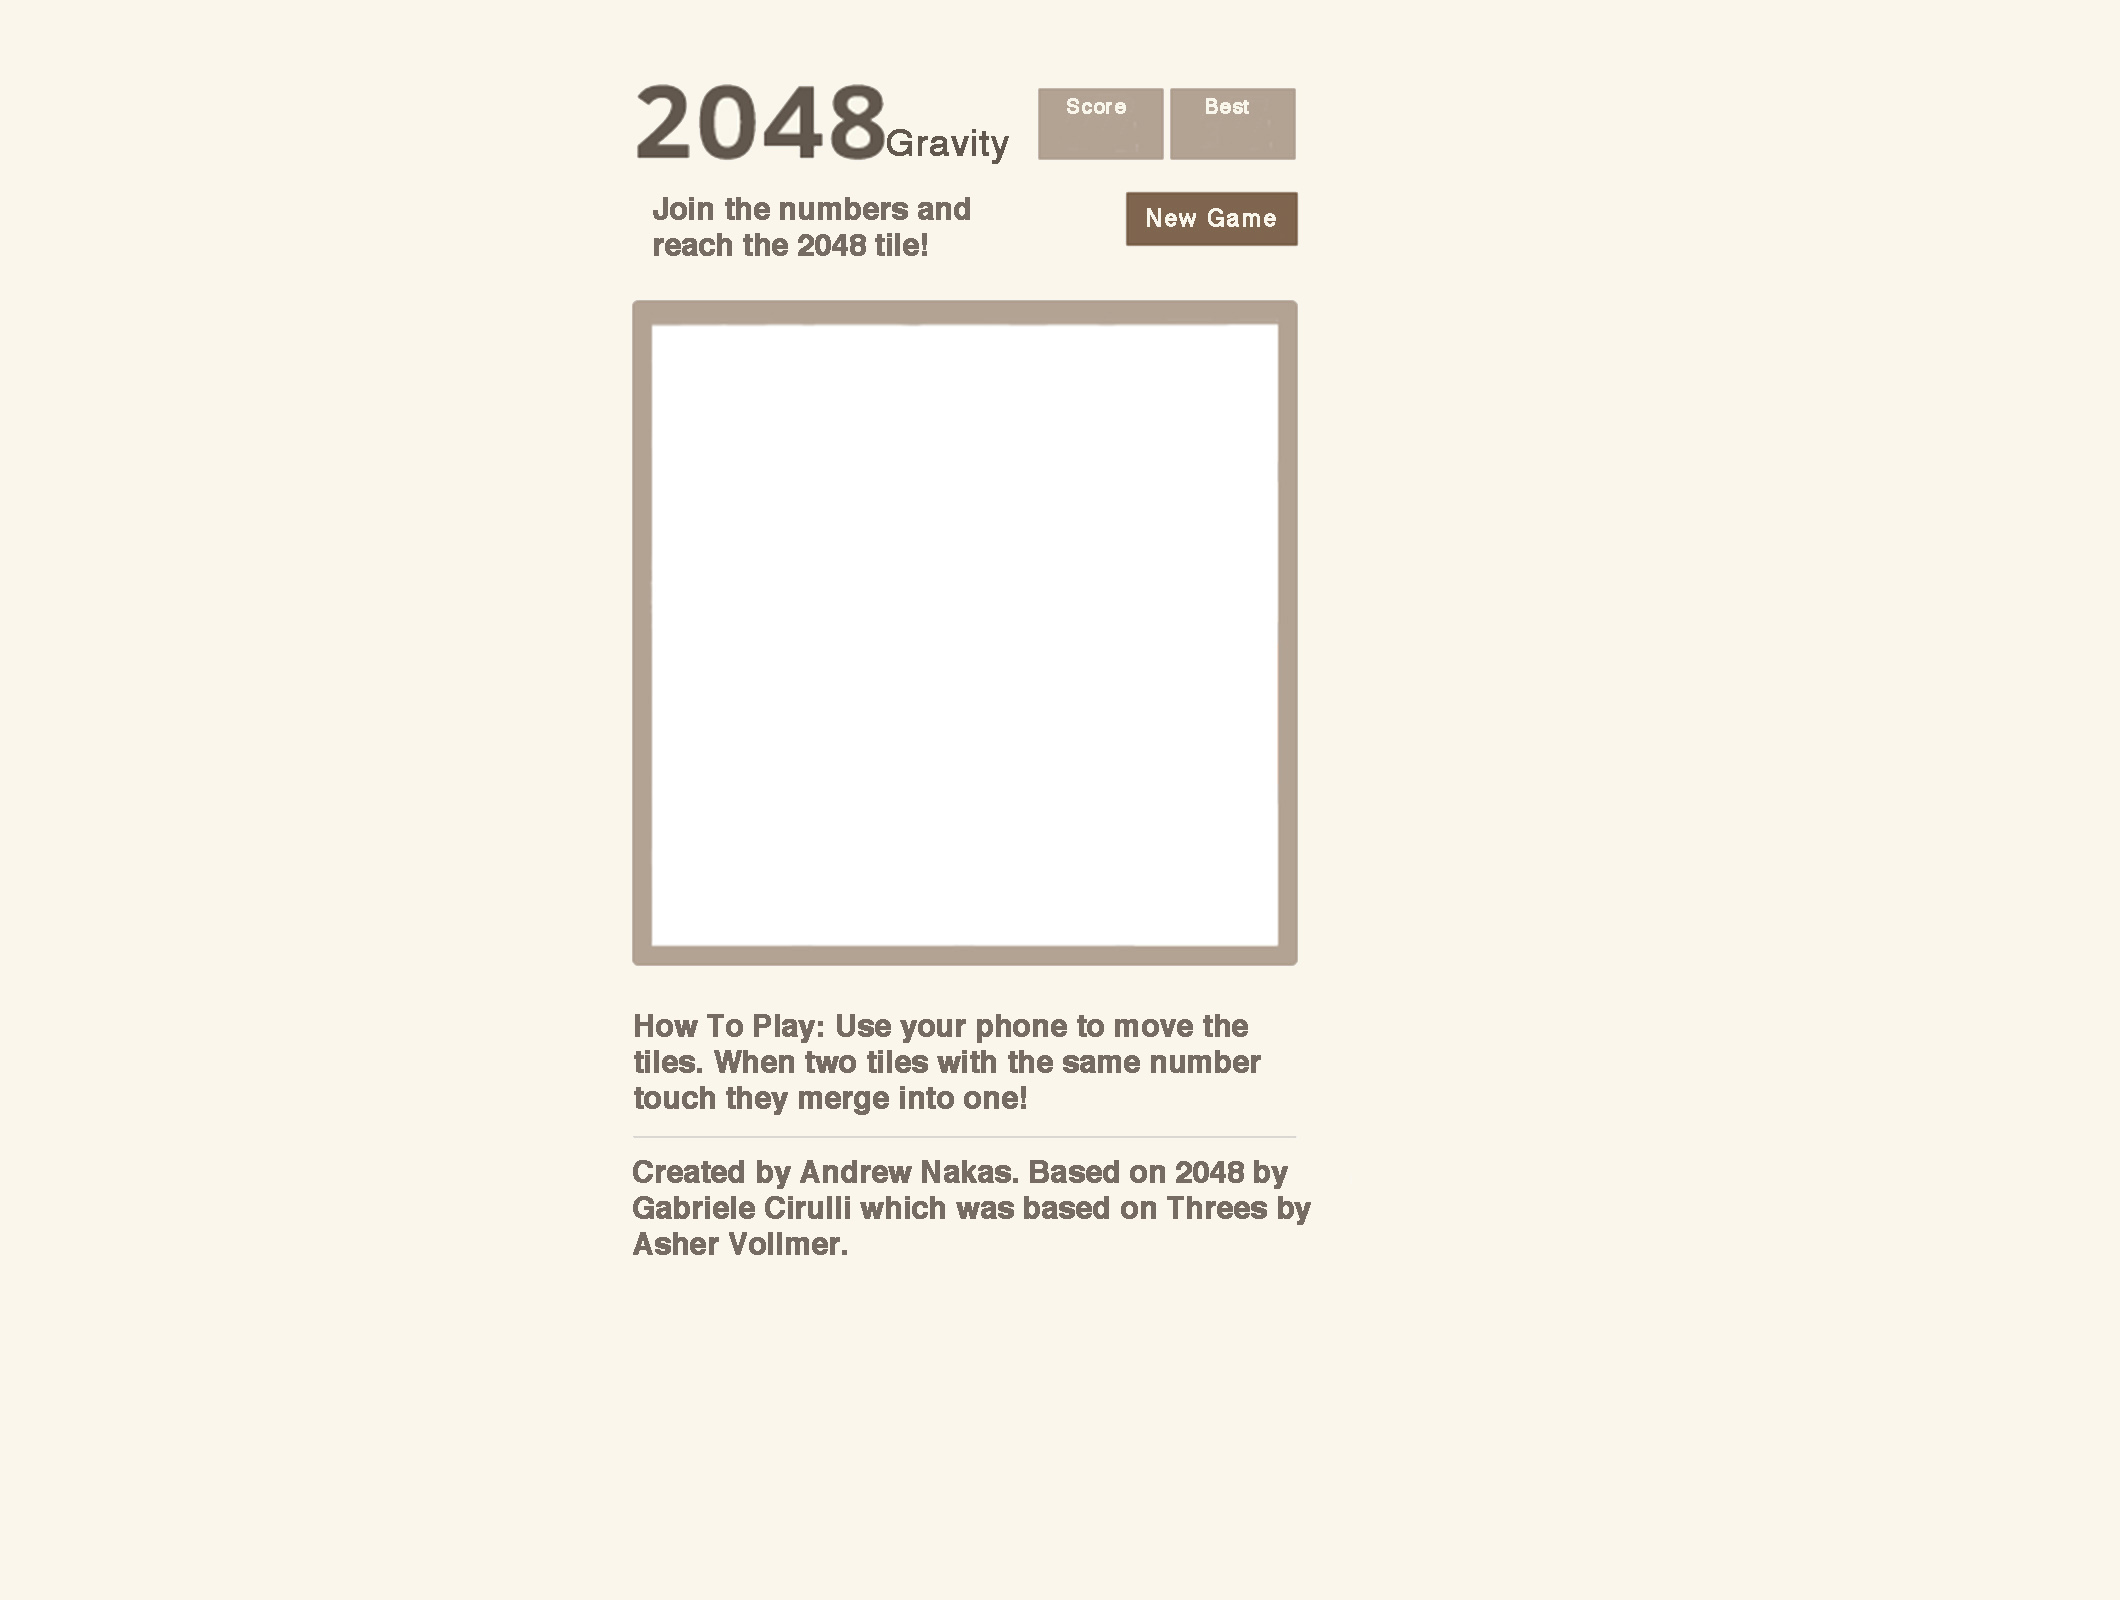 2048Gravity
Score
Best
Join the numbers and
reach the 2048 tile!
New Game
How To Play: Use your phone to move the
tiles. When two tiles with the same number
touch they merge into one!
Created by Andrew Nakas. Based on 2048 by
Gabriele Cirulli which was based on Threes by
Asher Vollmer.